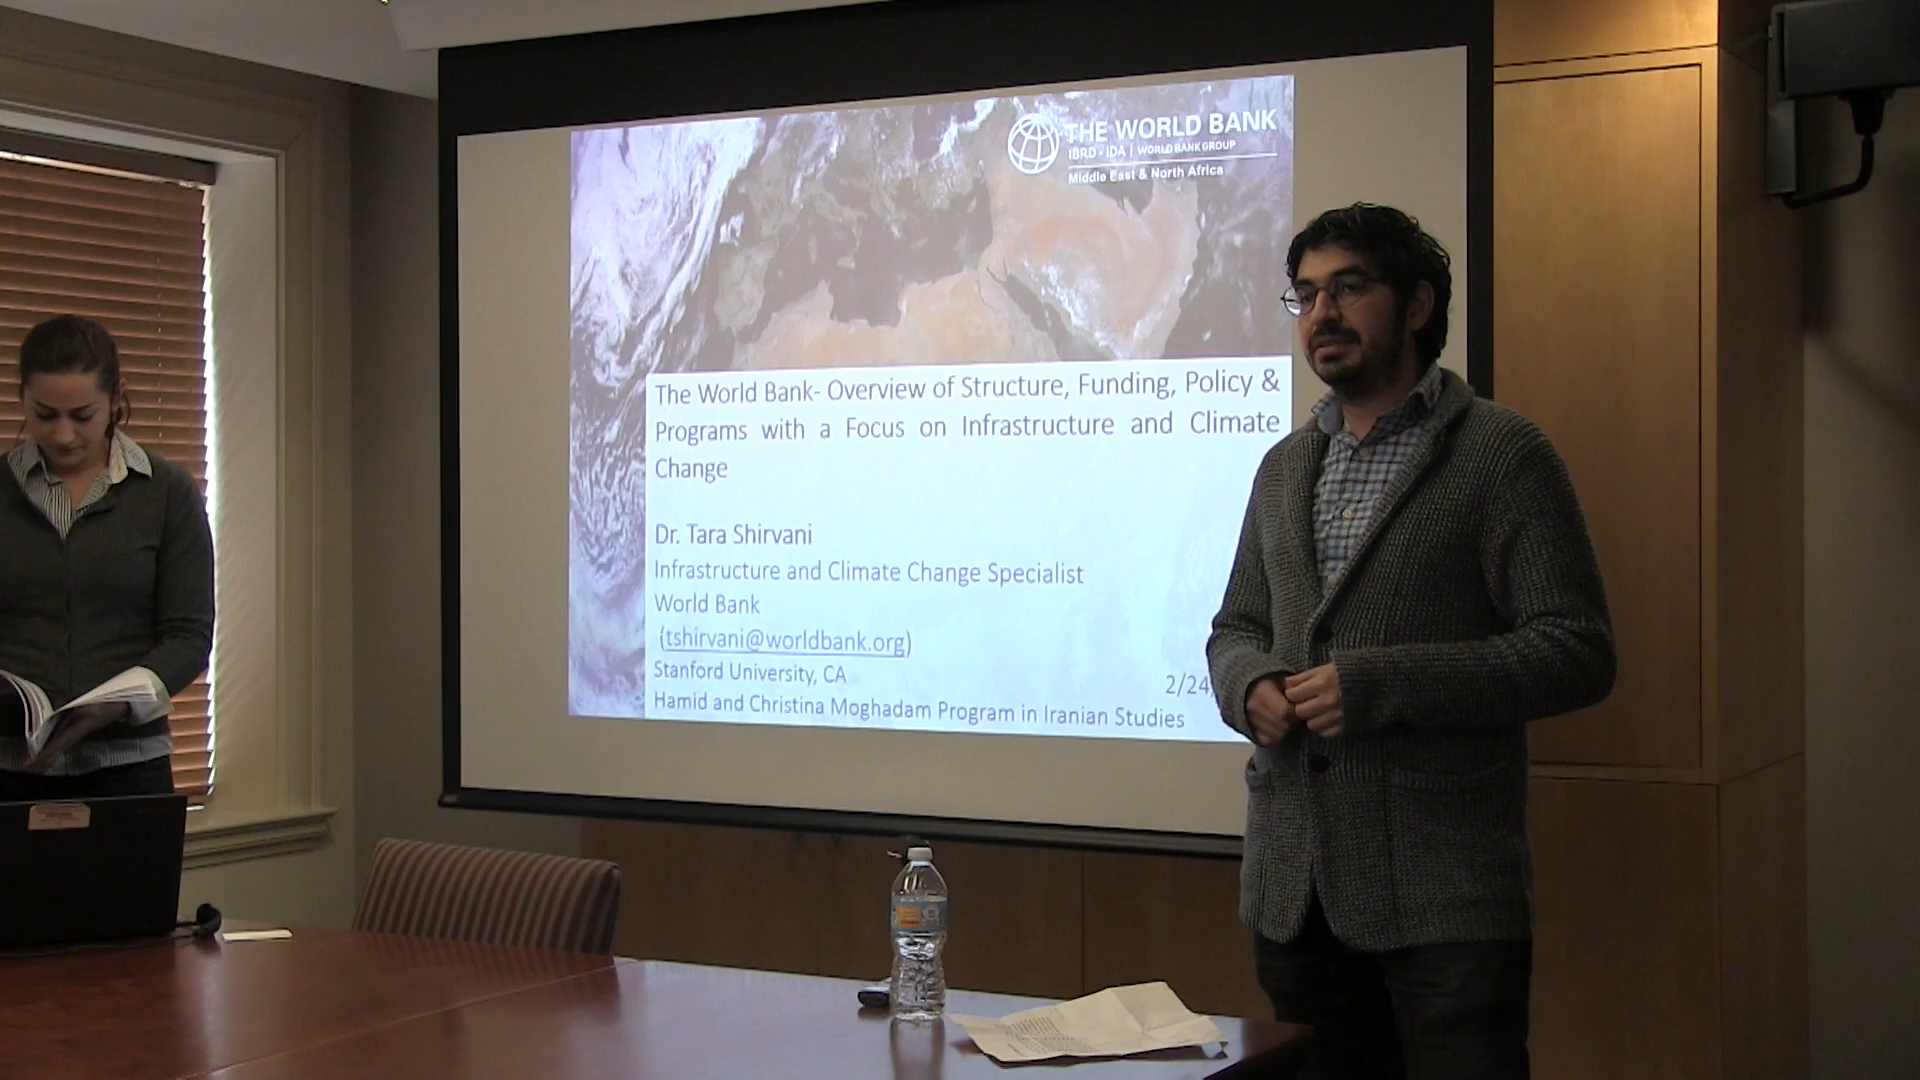 THE WORLD BANK
IBRD • IDA | WORLD BANK GROUP
Middle East & North Africa
The World Bank- Overview of Structure, Funding, Policy &
Programs with a Focus on Infrastructure and Climate
Change
Dr. Tara Shirvani
Infrastructure and Climate Change Specialist
World Bank
(tshirvani@worldbank.org)
Stanford University, CA
2/24
Hamid and Christina Moghadam Program in Iranian Studies